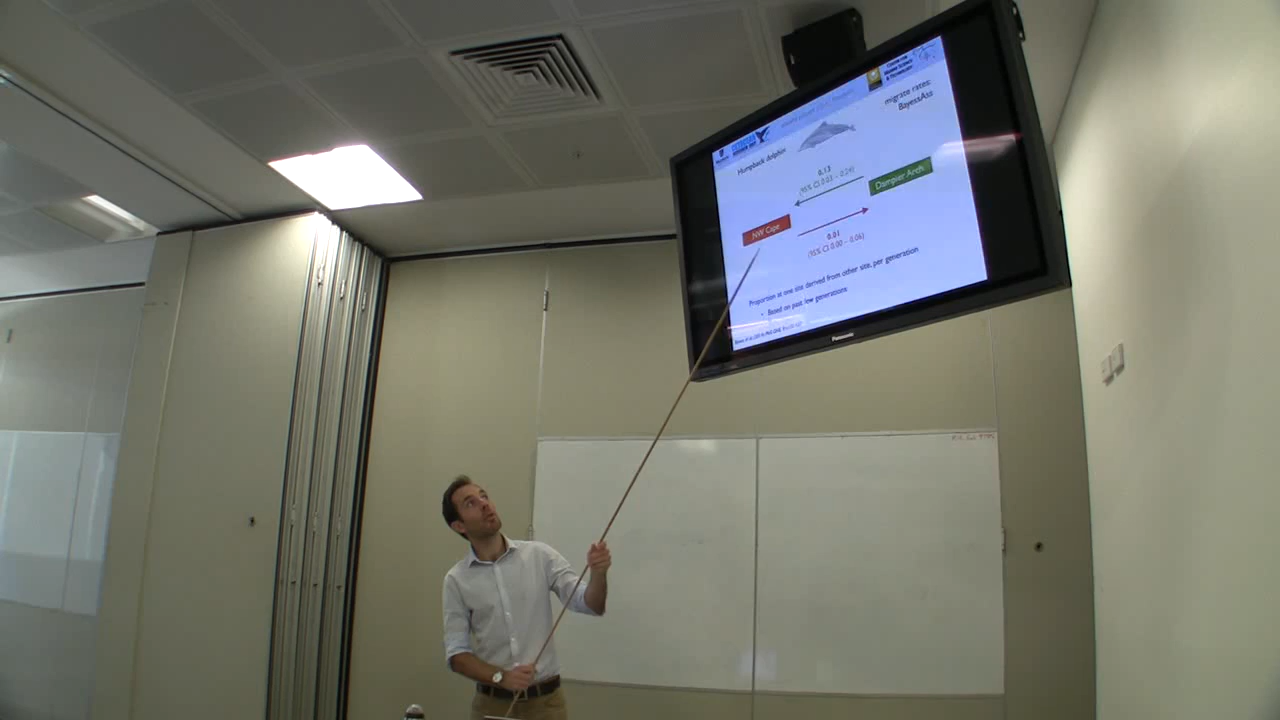 migrate rates:
BayessAss
Humpback dolphin
0.13
(95% CI 0.03 - 0.24)
Dampier Arch.
NW Cape
0.01
(95% CI 0.00 - 0.06)
Proportion at one site derived from other site, per generation
• Based on past few generations
Panasonic